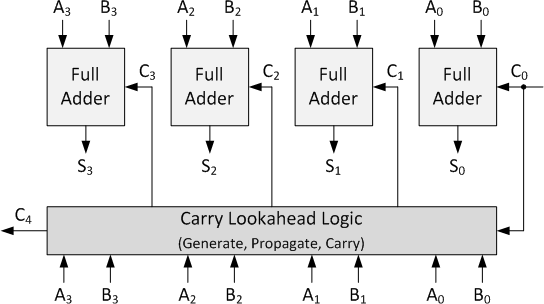 A3 B3 A2 B2 A1 B1 A0 B0
Full Adder C3 Full Adder C2 Full Adder C1 Full Adder C0
S3 S2 S1 S0
C4
Carry Lookahead Logic
(Generate, Propagate, Carry)
A3 B3 A2 B2 A1 B1 A0 B0